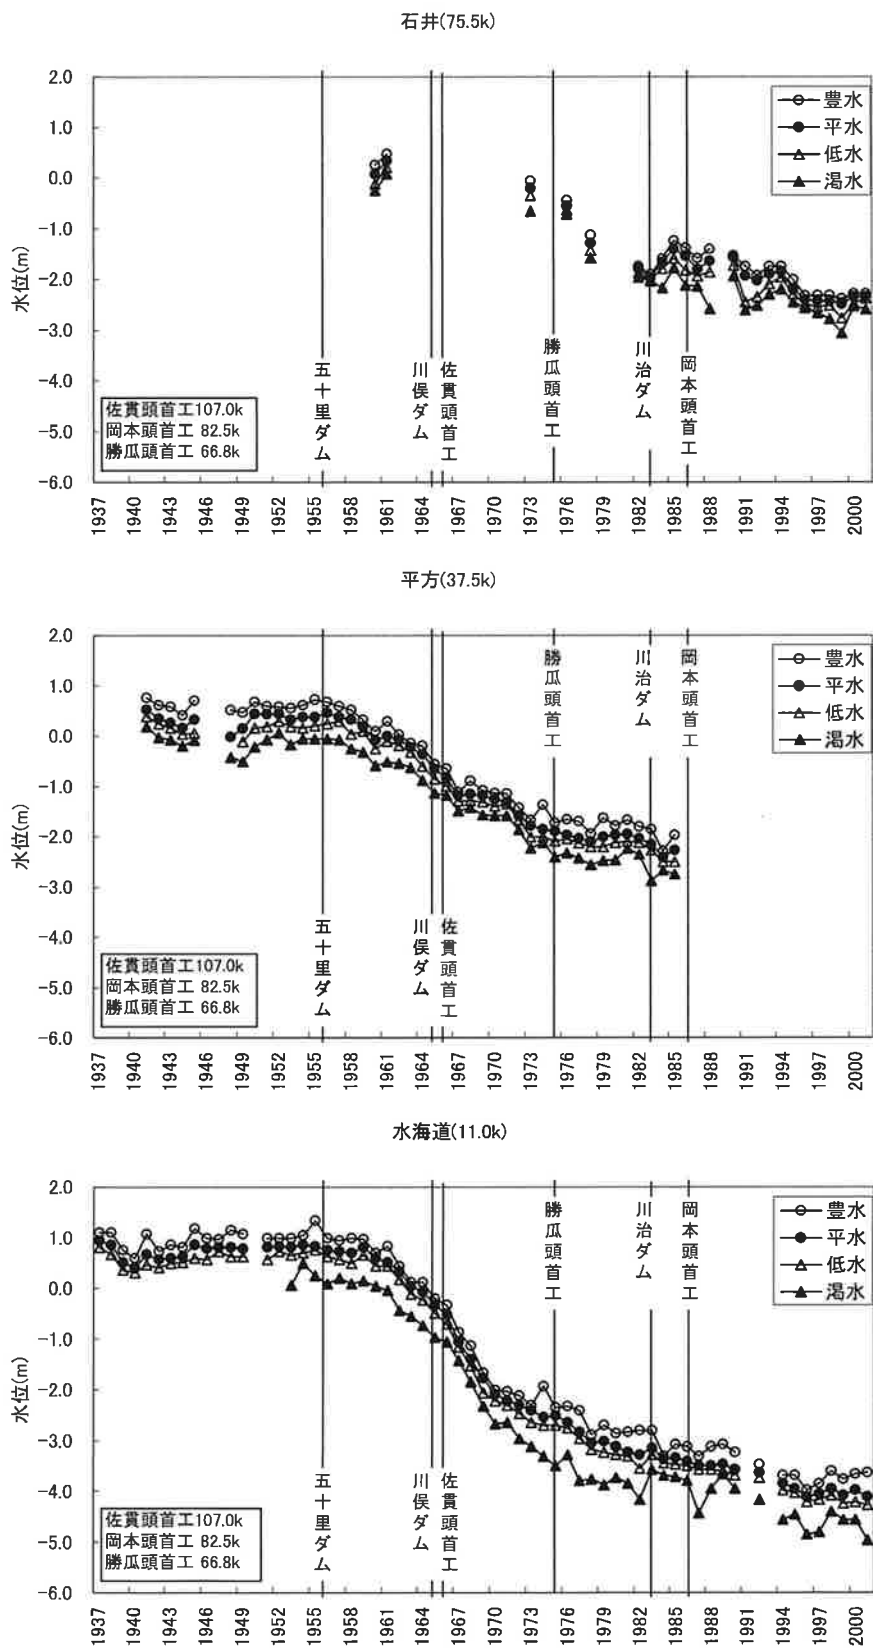 石井(75.5k)
2.0
1.0
0.0
−1.0
−2.0
−3.0
−4.0
−5.0
−6.0
水位(m)
豊水
平水
低水
渇水
五十里ダム
川俣ダム
佐貫頭首工
勝瓜頭首工
川治ダム
岡本頭首工
佐貫頭首工107.0k
岡本頭首工 82.5k
勝瓜頭首工 66.8k
1937 1940 1943 1946 1949 1952 1955 1958 1961 1964 1967 1970 1973 1976 1979 1982 1985 1988 1991 1994 1997 2000
平方(37.5k)
2.0
1.0
0.0
−1.0
−2.0
−3.0
−4.0
−5.0
−6.0
水位(m)
豊水
平水
低水
渇水
勝瓜頭首工
川治ダム
岡本頭首工
五十里ダム
川俣ダム
佐貫頭首工
佐貫頭首工107.0k
岡本頭首工 82.5k
勝瓜頭首工 66.8k
1937 1940 1943 1946 1949 1952 1955 1958 1961 1964 1967 1970 1973 1976 1979 1982 1985 1988 1991 1994 1997 2000
水海道(11.0k)
2.0
1.0
0.0
−1.0
−2.0
−3.0
−4.0
−5.0
−6.0
水位(m)
豊水
平水
低水
渇水
勝瓜頭首工
川治ダム
岡本頭首工
五十里ダム
川俣ダム
佐貫頭首工
佐貫頭首工107.0k
岡本頭首工 82.5k
勝瓜頭首工 66.8k
1937 1940 1943 1946 1949 1952 1955 1958 1961 1964 1967 1970 1973 1976 1979 1982 1985 1988 1991 1994 1997 2000